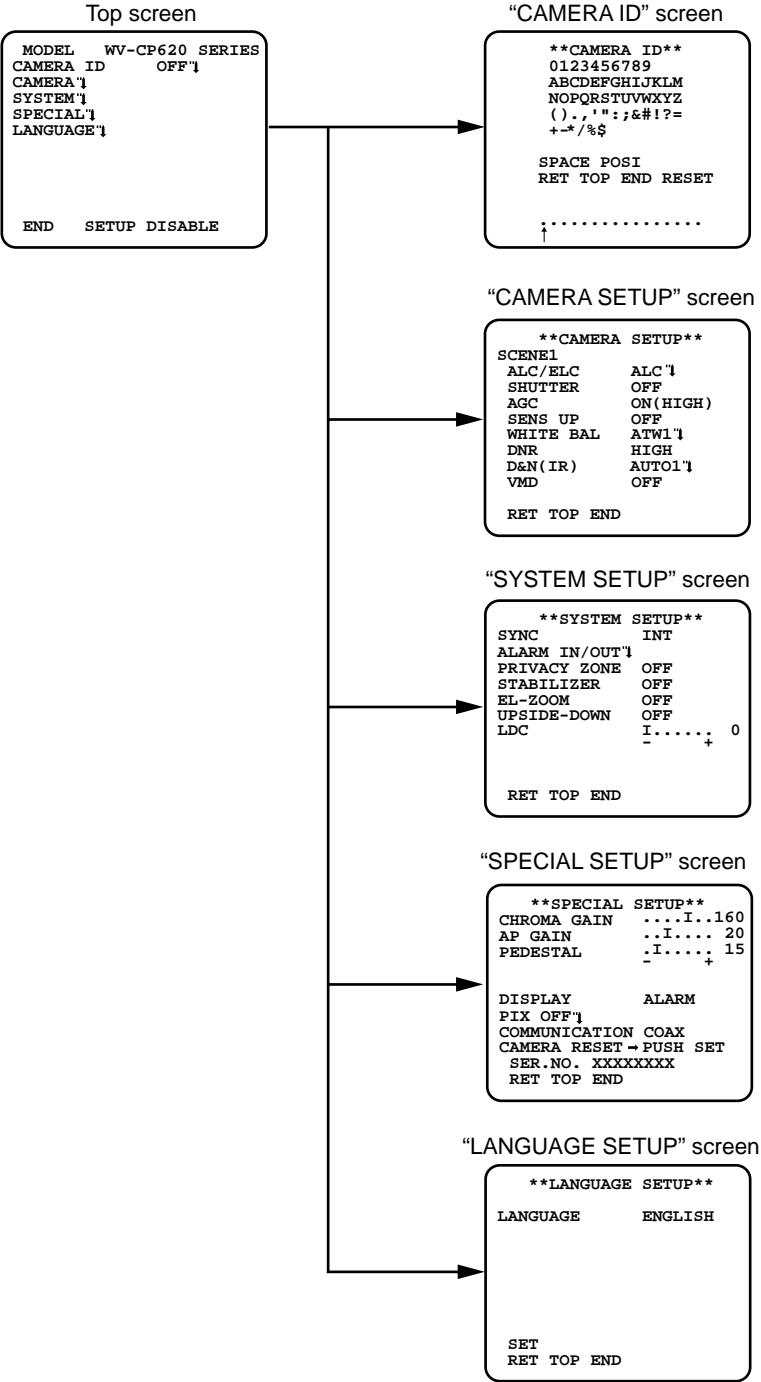 Top screen
MODEL WV-CP620 SERIES
CAMERA ID OFF
CAMERA
SYSTEM
SPECIAL
LANGUAGE
END SETUP DISABLE
“CAMERA ID” screen
**CAMERA ID**
0123456789
ABCDEFGHIJKLM
NOPQRSTUVWXYZ
().,'":;&#!?=
+-*/%$
SPACE POSI
RET TOP END RESET
................
↑
“CAMERA SETUP” screen
**CAMERA SETUP**
SCENE1
ALC/ELC ALC
SHUTTER OFF
AGC ON(HIGH)
SENS UP OFF
WHITE BAL ATW1
DNR HIGH
D&N(IR) AUTO1
VMD OFF
RET TOP END
“SYSTEM SETUP” screen
**SYSTEM SETUP**
SYNC INT
ALARM IN/OUT
PRIVACY ZONE OFF
STABILIZER OFF
EL-ZOOM OFF
UPSIDE-DOWN OFF
LDC I...... 0
- +
RET TOP END
“SPECIAL SETUP” screen
**SPECIAL SETUP**
CHROMA GAIN ....I..160
AP GAIN ..I.... 20
PEDESTAL .I..... 15
- +
DISPLAY ALARM
PIX OFF
COMMUNICATION COAX
CAMERA RESET→PUSH SET
SER.NO. XXXXXXXX
RET TOP END
“LANGUAGE SETUP” screen
**LANGUAGE SETUP**
LANGUAGE ENGLISH
SET
RET TOP END